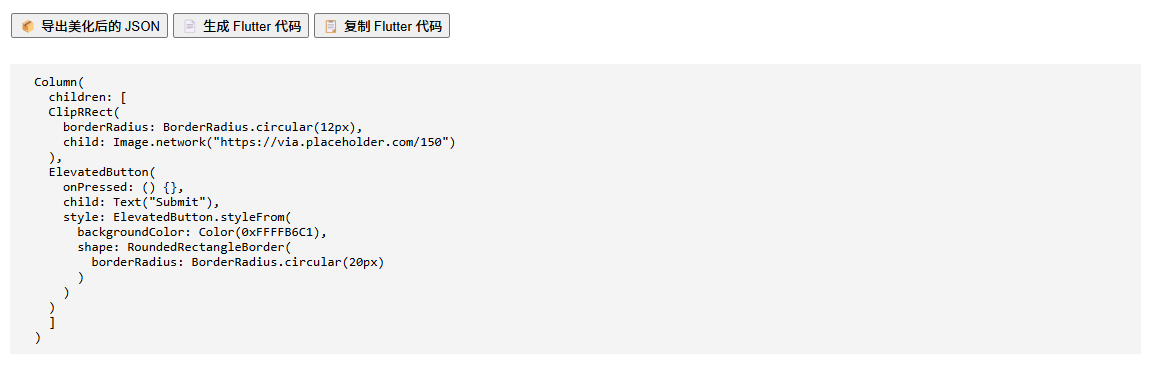 📦 导出美化后的 JSON 📄 生成 Flutter 代码 📋 复制 Flutter 代码
Column(
  children: [
  ClipRRect(
    borderRadius: BorderRadius.circular(12px),
    child: Image.network("https://via.placeholder.com/150")
  ),
  ElevatedButton(
    onPressed: () {},
    child: Text("Submit"),
    style: ElevatedButton.styleFrom(
      backgroundColor: Color(0xFFFFB6C1),
      shape: RoundedRectangleBorder(
        borderRadius: BorderRadius.circular(20px)
      )
    )
  )
  ]
)